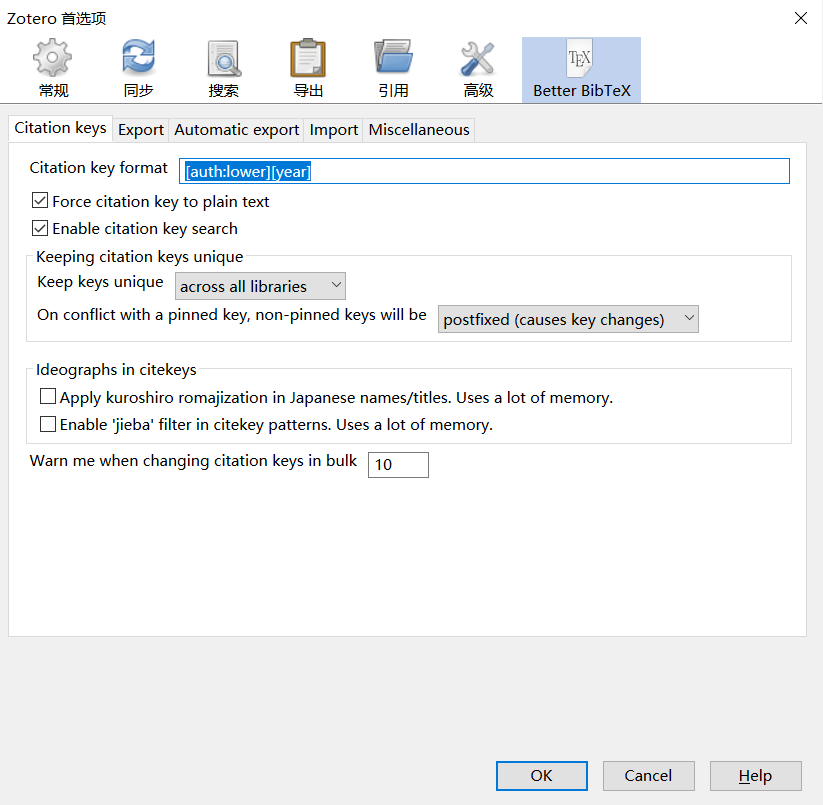 Zotero 首选项
常规 同步 搜索 导出 引用 高级 Better BibTeX
Citation keys Export Automatic export Import Miscellaneous
Citation key format [auth:lower][year]
Force citation key to plain text
Enable citation key search
Keeping citation keys unique
Keep keys unique across all libraries
On conflict with a pinned key, non-pinned keys will be postfixed (causes key changes)
Ideographs in citekeys
Apply kuroshiro romajization in Japanese names/titles. Uses a lot of memory.
Enable 'jieba' filter in citekey patterns. Uses a lot of memory.
Warn me when changing citation keys in bulk 10
OK Cancel Help